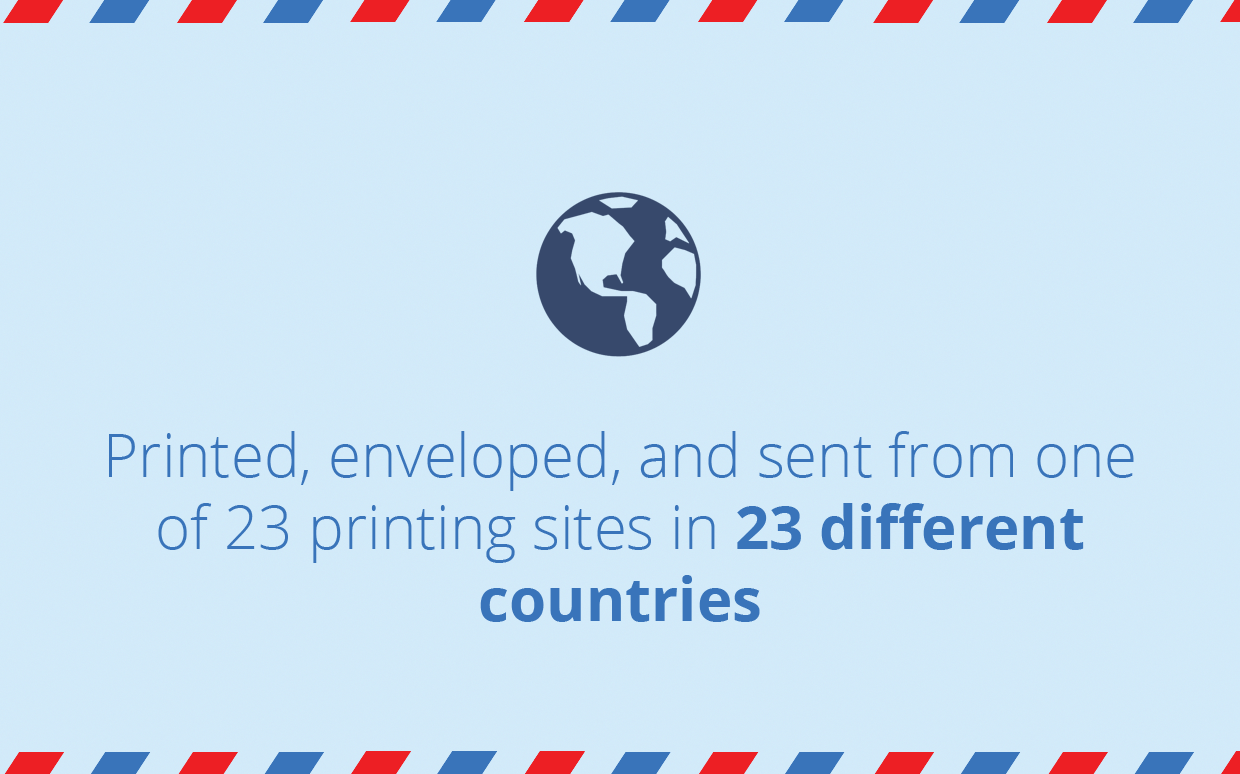 Printed, enveloped, and sent from one
of 23 printing sites in 23 different
countries